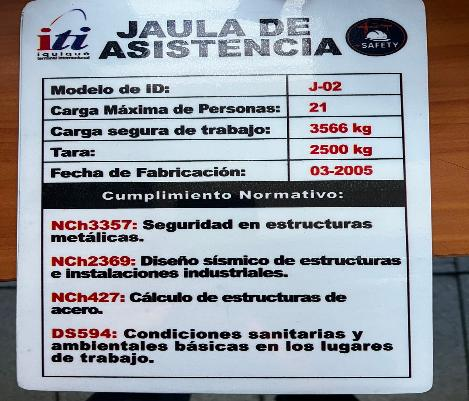 iti
iquique
territorial international
JAULA DE
ASISTENCIA
SAFETY
Modelo de ID: J-02
Carga Máxima de Personas: 21
Carga segura de trabajo: 3566 kg
Tara: 2500 kg
Fecha de Fabricación: 03-2005
Cumplimiento Normativo:
NCh3357: Seguridad en estructuras
metálicas.
NCh2369: Diseño sísmico de estructuras
e instalaciones industriales.
NCh427: Cálculo de estructuras de
acero.
DS594: Condiciones sanitarias y
ambientales básicas en los lugares
de trabajo.